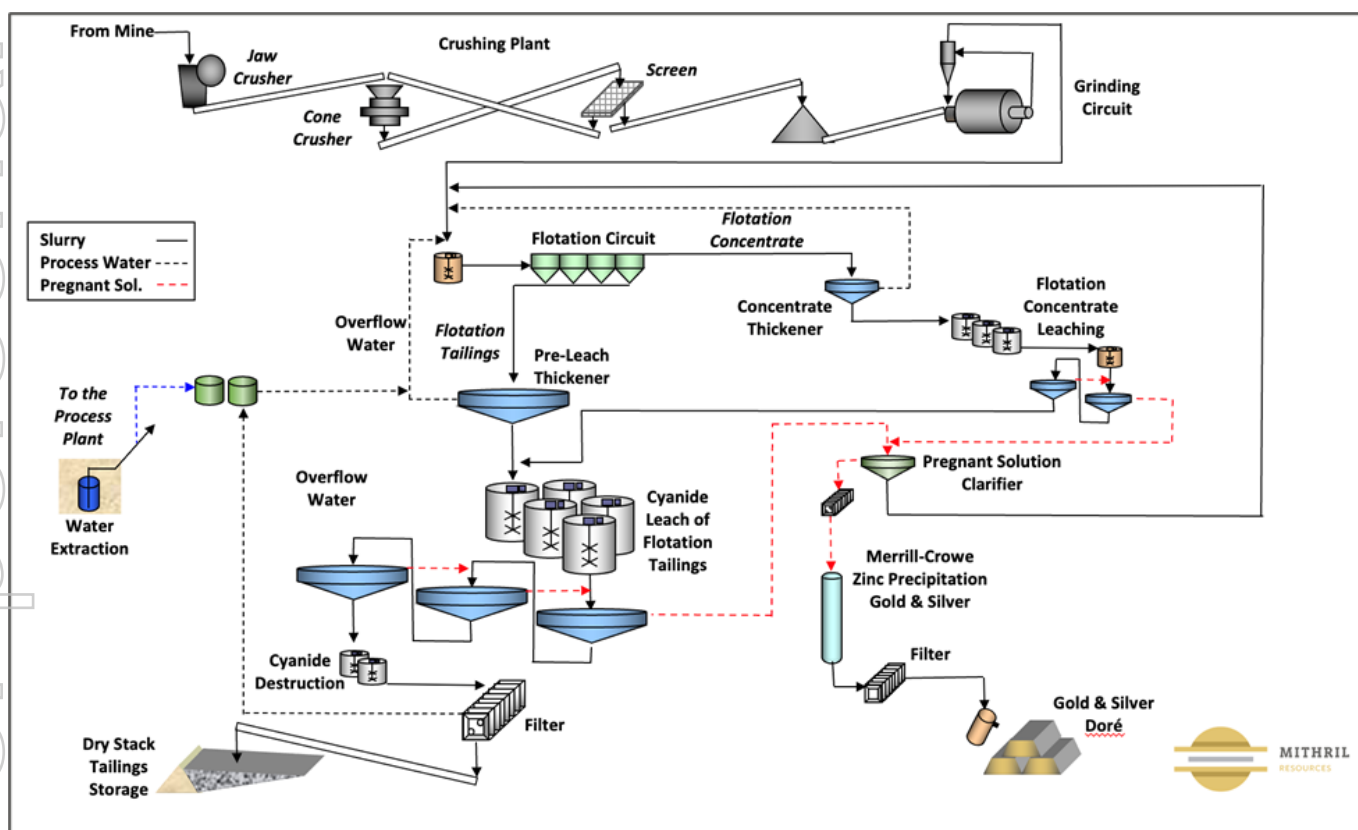 From Mine
Crushing Plant
Jaw
Crusher
Screen
Cone
Crusher
Grinding
Circuit
Slurry
Process Water
Pregnant Sol.
Flotation
Concentrate
Flotation Circuit
Overflow
Water
Flotation
Tailings
Concentrate
Thickener
Flotation
Concentrate
Leaching
Pre-Leach
Thickener
To the
Process
Plant
Water
Extraction
Overflow
Water
Cyanide
Leach of
Flotation
Tailings
Pregnant Solution
Clarifier
Merrill-Crowe
Zinc Precipitation
Gold & Silver
Cyanide
Destruction
Filter
Filter
Gold & Silver
Doré
Dry Stack
Tailings
Storage
MITHRIL
RESOURCES